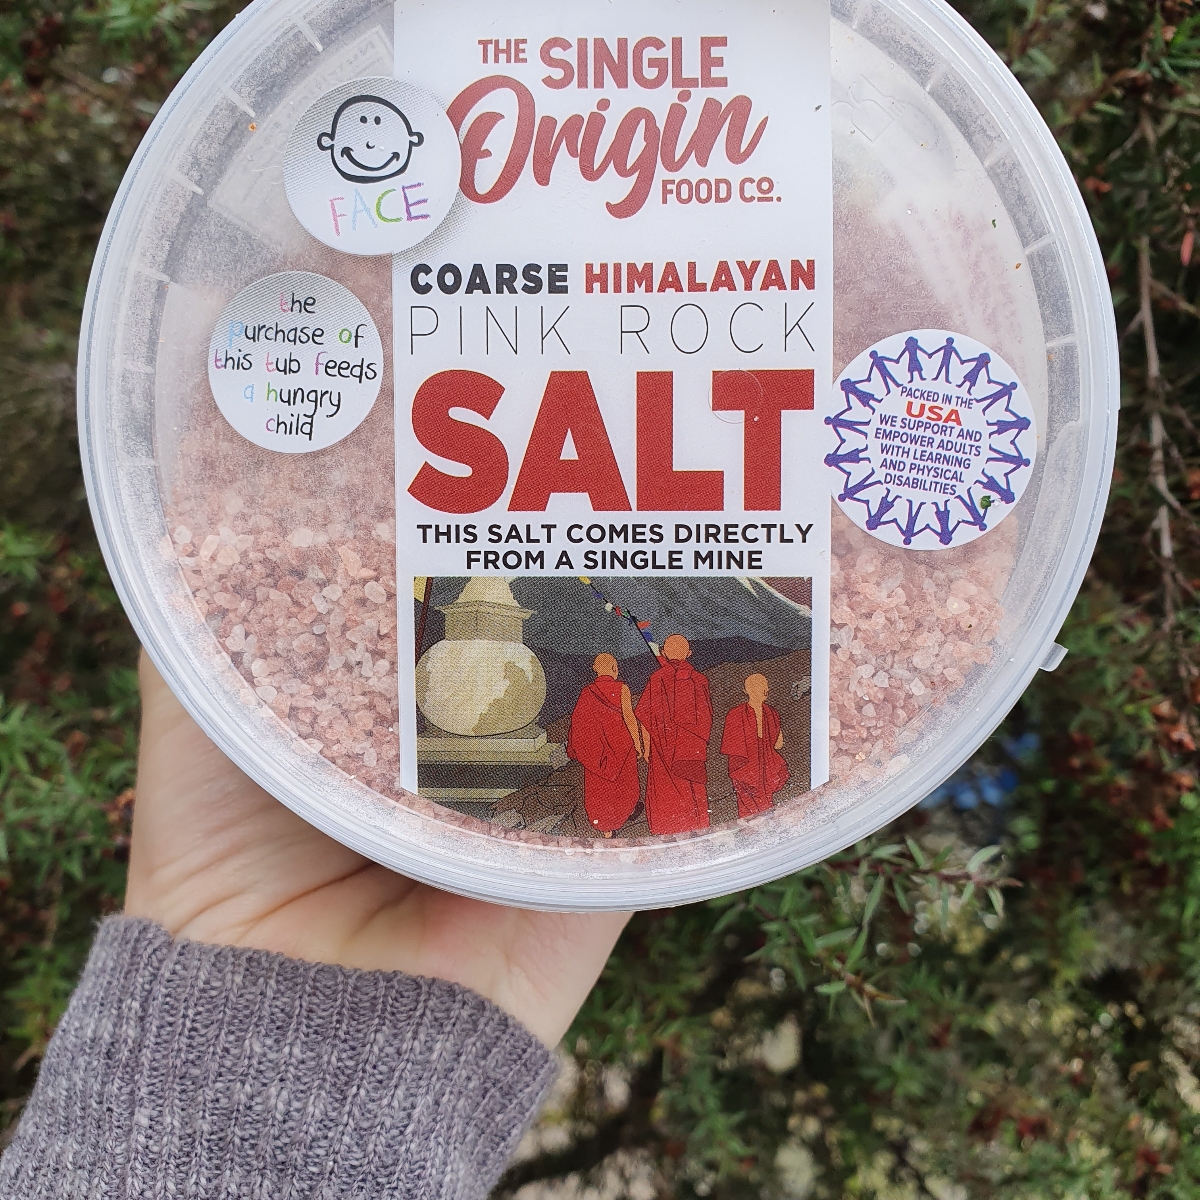 THE SINGLE
Origin
FOOD CO.
FACE
COARSE HIMALAYAN
PINK ROCK
SALT
THIS SALT COMES DIRECTLY
FROM A SINGLE MINE
the
purchase of
this tub feeds
a hungry
child
PACKED IN THE
USA
WE SUPPORT AND
EMPOWER ADULTS
WITH LEARNING
AND PHYSICAL
DISABILITIES